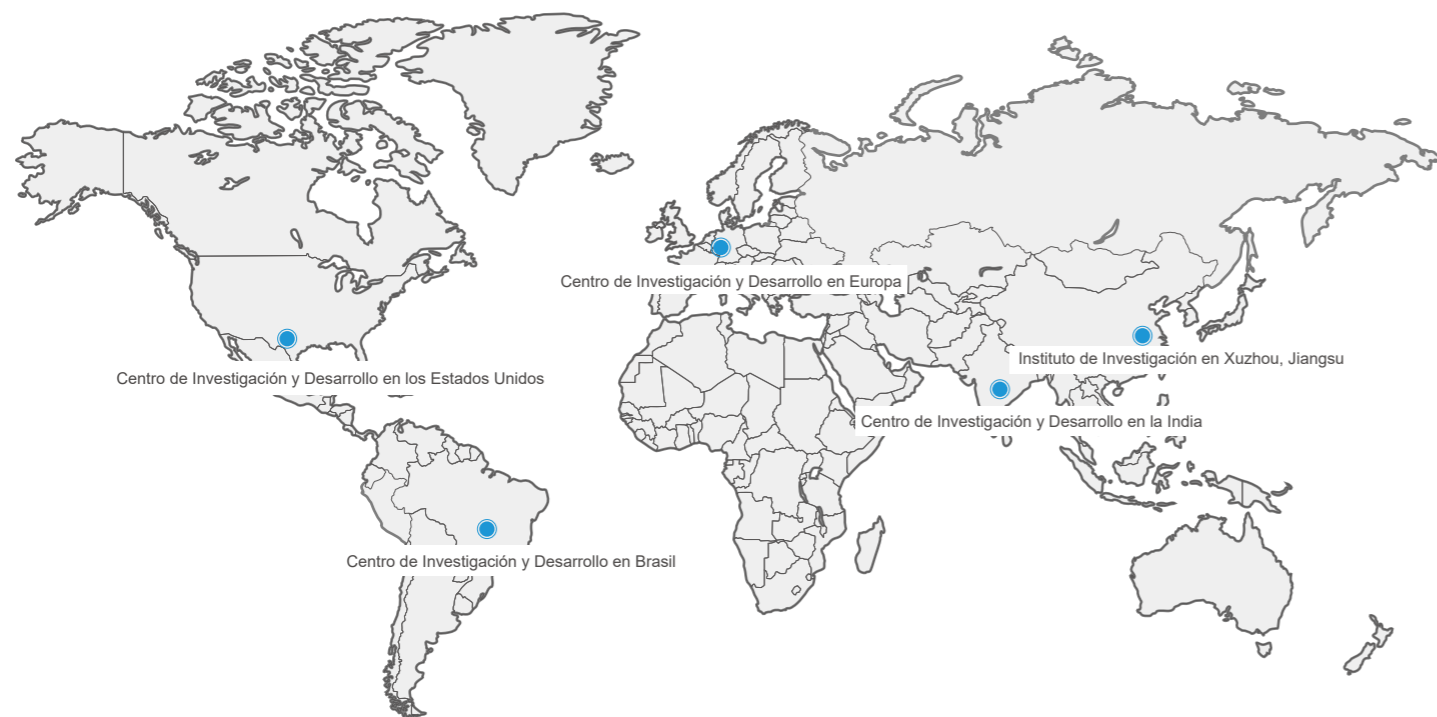 Centro de Investigación y Desarrollo en Europa
Instituto de Investigación en Xuzhou, Jiangsu
Centro de Investigación y Desarrollo en los Estados Unidos
Centro de Investigación y Desarrollo en la India
Centro de Investigación y Desarrollo en Brasil